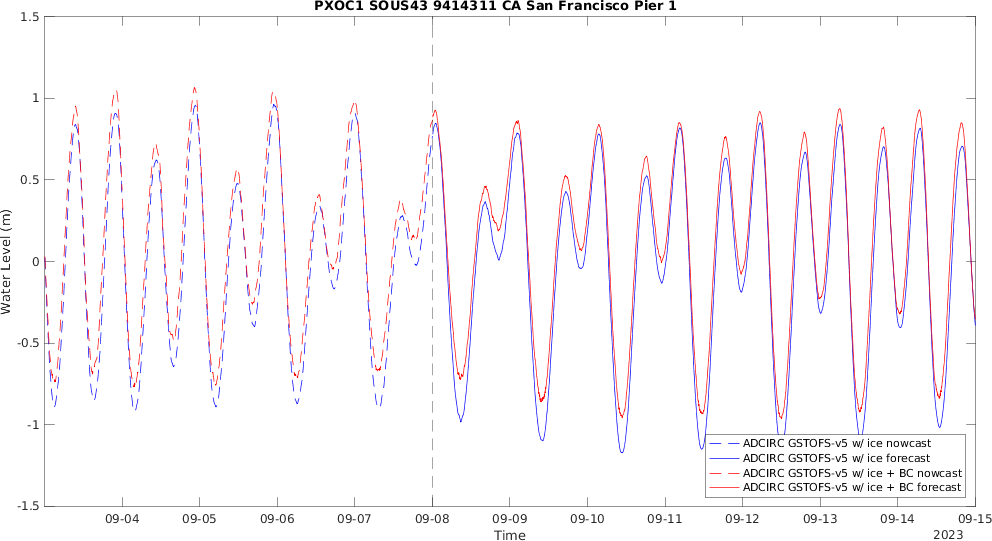 PXOC1 SOUS43 9414311 CA San Francisco Pier 1
1.5
1
0.5
0
-0.5
-1
-1.5
Water Level (m)
ADCIRC GSTOFS-v5 w/ ice nowcast
ADCIRC GSTOFS-v5 w/ ice forecast
ADCIRC GSTOFS-v5 w/ ice + BC nowcast
ADCIRC GSTOFS-v5 w/ ice + BC forecast
09-04 09-05 09-06 09-07 09-08 09-09 09-10 09-11 09-12 09-13 09-14 09-15
Time
2023